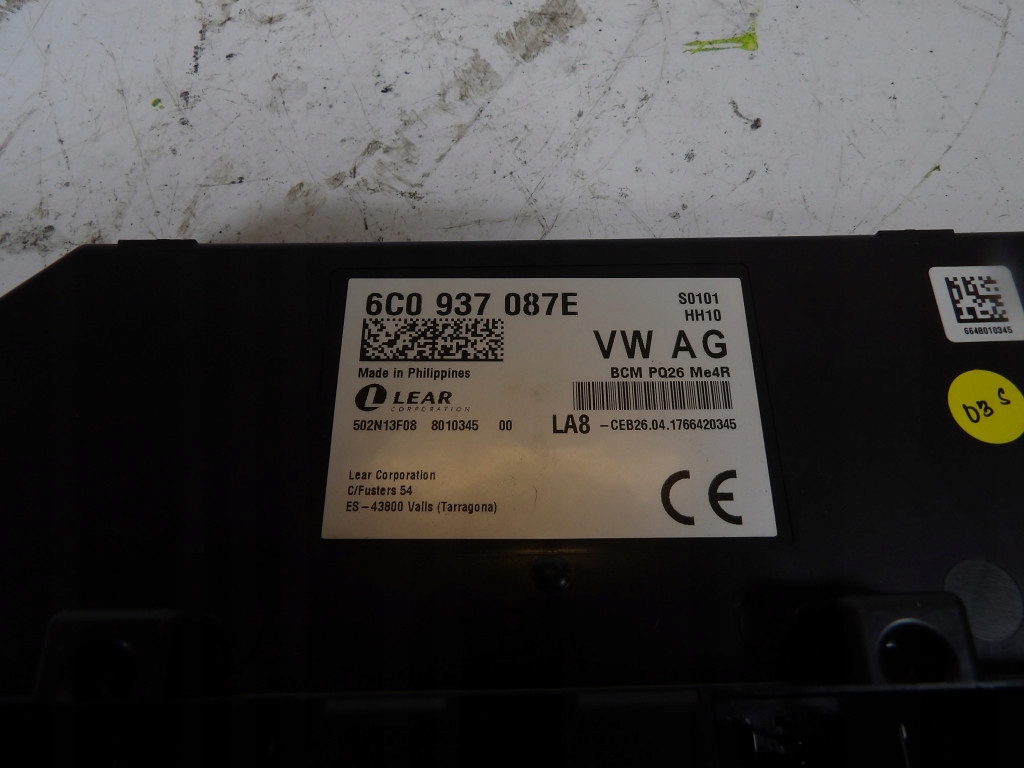 6C0 937 087E
S0101
HH10
VW AG
Made in Philippines
BCM PQ26 Me4R
LEAR
CORPORATION
502N13F08 8010345 00
LA8 -CEB26.04.1766420345
Lear Corporation
C/Fusters 54
ES-43800 Valls (Tarragona)
CE
6648010345
D3 S